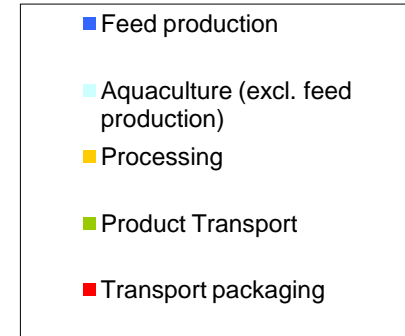 Feed production
Aquaculture (excl. feed
production)
Processing
Product Transport
Transport packaging